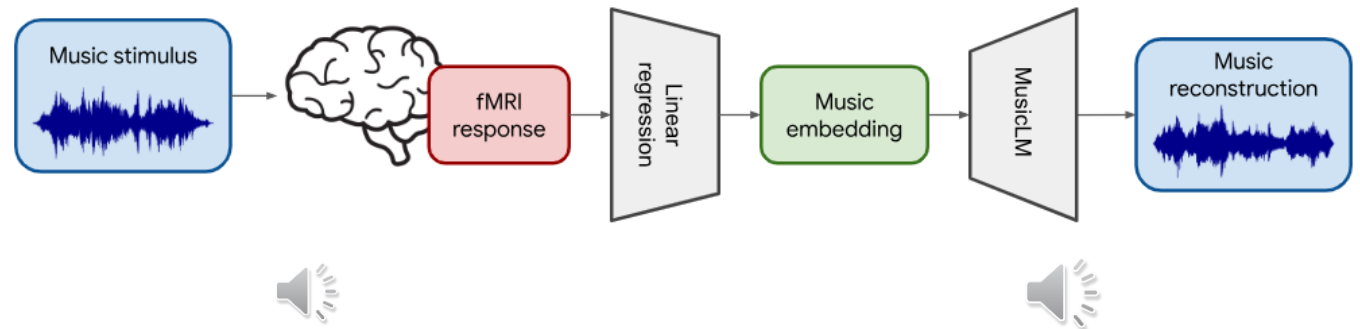 Music stimulus
fMRI
response
Linear
regression
Music
embedding
MusicLM
Music
reconstruction